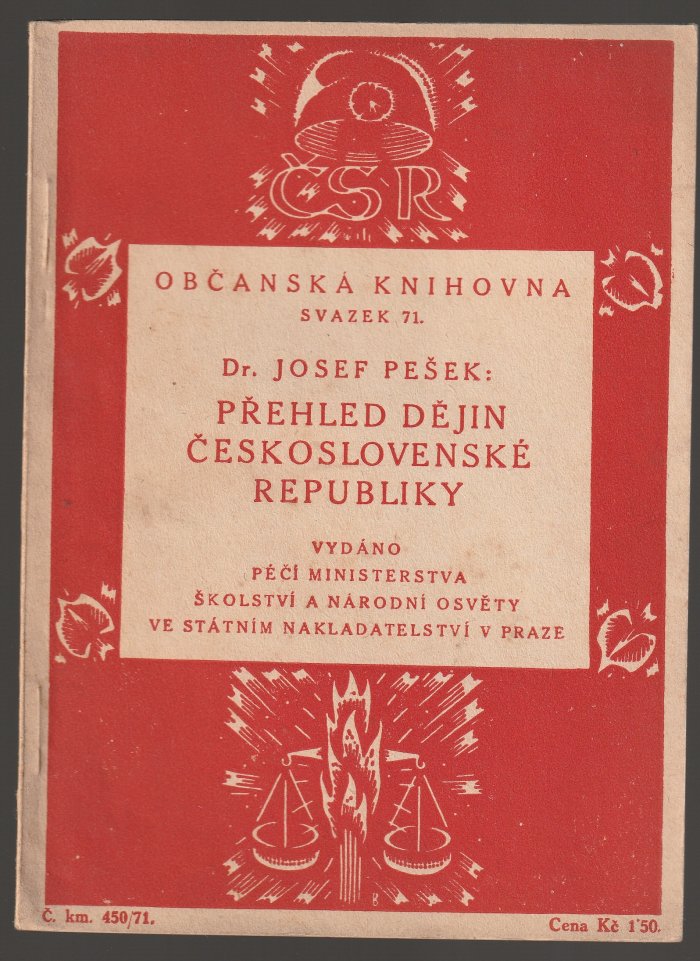 ČSR
OBČANSKÁ KNIHOVNA
SVAZEK 71.
Dr. JOSEF PEŠEK:
PŘEHLED DĚJIN
ČESKOSLOVENSKÉ
REPUBLIKY
VYDÁNO
PÉČÍ MINISTERSTVA
ŠKOLSTVÍ A NÁRODNÍ OSVĚTY
VE STÁTNÍM NAKLADATELSTVÍ V PRAZE
Č. km. 450/71.
Cena Kč 1'50.